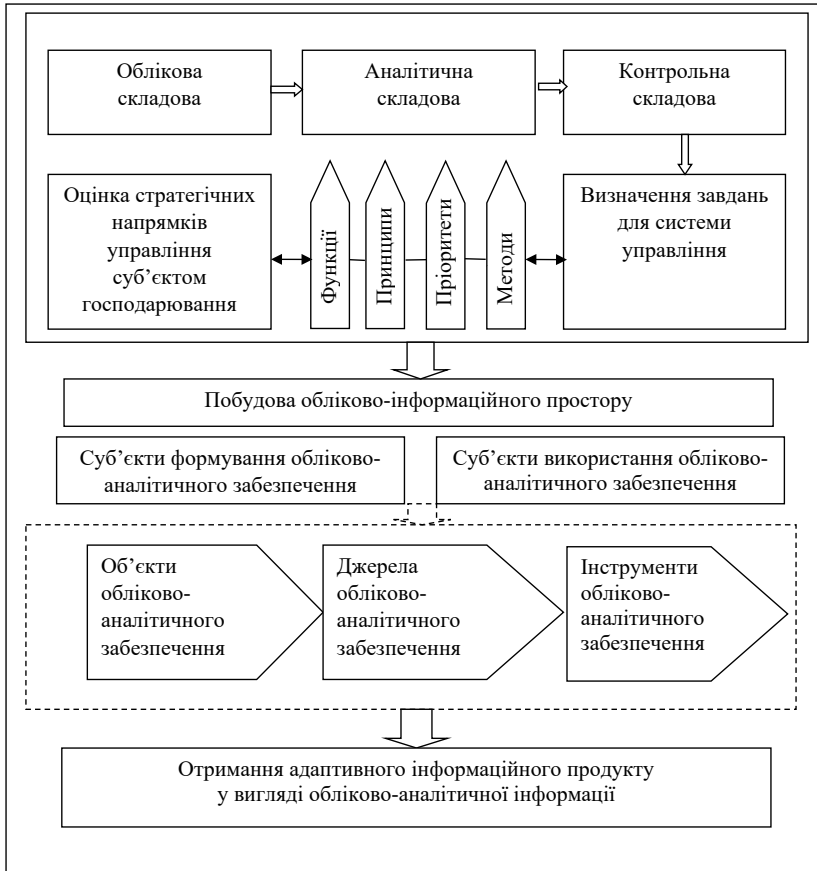 Облікова
складова
Аналітична
складова
Контрольна
складова
Оцінка стратегічних
напрямків
управління
суб’єктом
господарювання
Функції
Принципи
Пріоритети
Методи
Визначення завдань
для системи
управління
Побудова обліково-інформаційного простору
Суб’єкти формування обліково-
аналітичного забезпечення
Суб’єкти використання обліково-
аналітичного забезпечення
Об’єкти
обліково-
аналітичного
забезпечення
Джерела
обліково-
аналітичного
забезпечення
Інструменти
обліково-
аналітичного
забезпечення
Отримання адаптивного інформаційного продукту
у вигляді обліково-аналітичної інформації